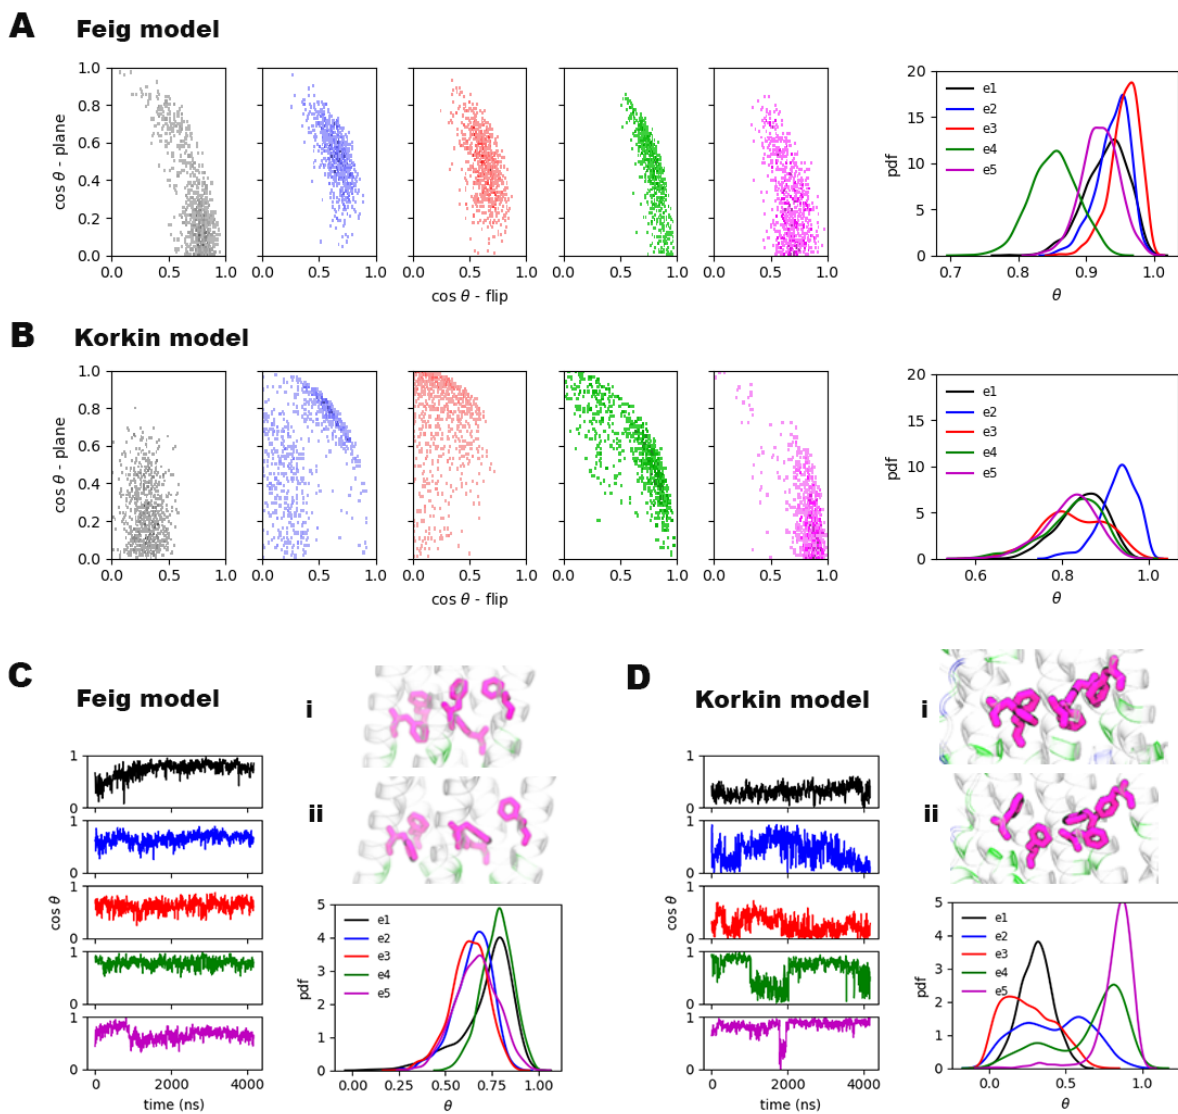 A Feig model
1.0
0.8
0.6
0.4
0.2
0.0
cos θ - plane
0.0 0.5 1.0 0.0 0.5 1.0 0.0 0.5 1.0 0.0 0.5 1.0 0.0 0.5 1.0
cos θ - flip
20
15
10
5
0
pdf
e1
e2
e3
e4
e5
0.7 0.8 0.9 1.0
θ
B Korkin model
1.0
0.8
0.6
0.4
0.2
0.0
cos θ - plane
0.0 0.5 1.0 0.0 0.5 1.0 0.0 0.5 1.0 0.0 0.5 1.0 0.0 0.5 1.0
cos θ - flip
20
15
10
5
0
pdf
e1
e2
e3
e4
e5
0.6 0.8 1.0
θ
C Feig model
1
0
1
0
1
0
1
0
1
0
cos θ
0 2000 4000
time (ns)
i
ii
5
4
3
2
1
0
pdf
e1
e2
e3
e4
e5
0.00 0.25 0.50 0.75 1.00
θ
D Korkin model
1
0
1
0
1
0
1
0
1
0
cos θ
0 2000 4000
time (ns)
i
ii
5
4
3
2
1
0
pdf
e1
e2
e3
e4
e5
0.0 0.5 1.0
θ